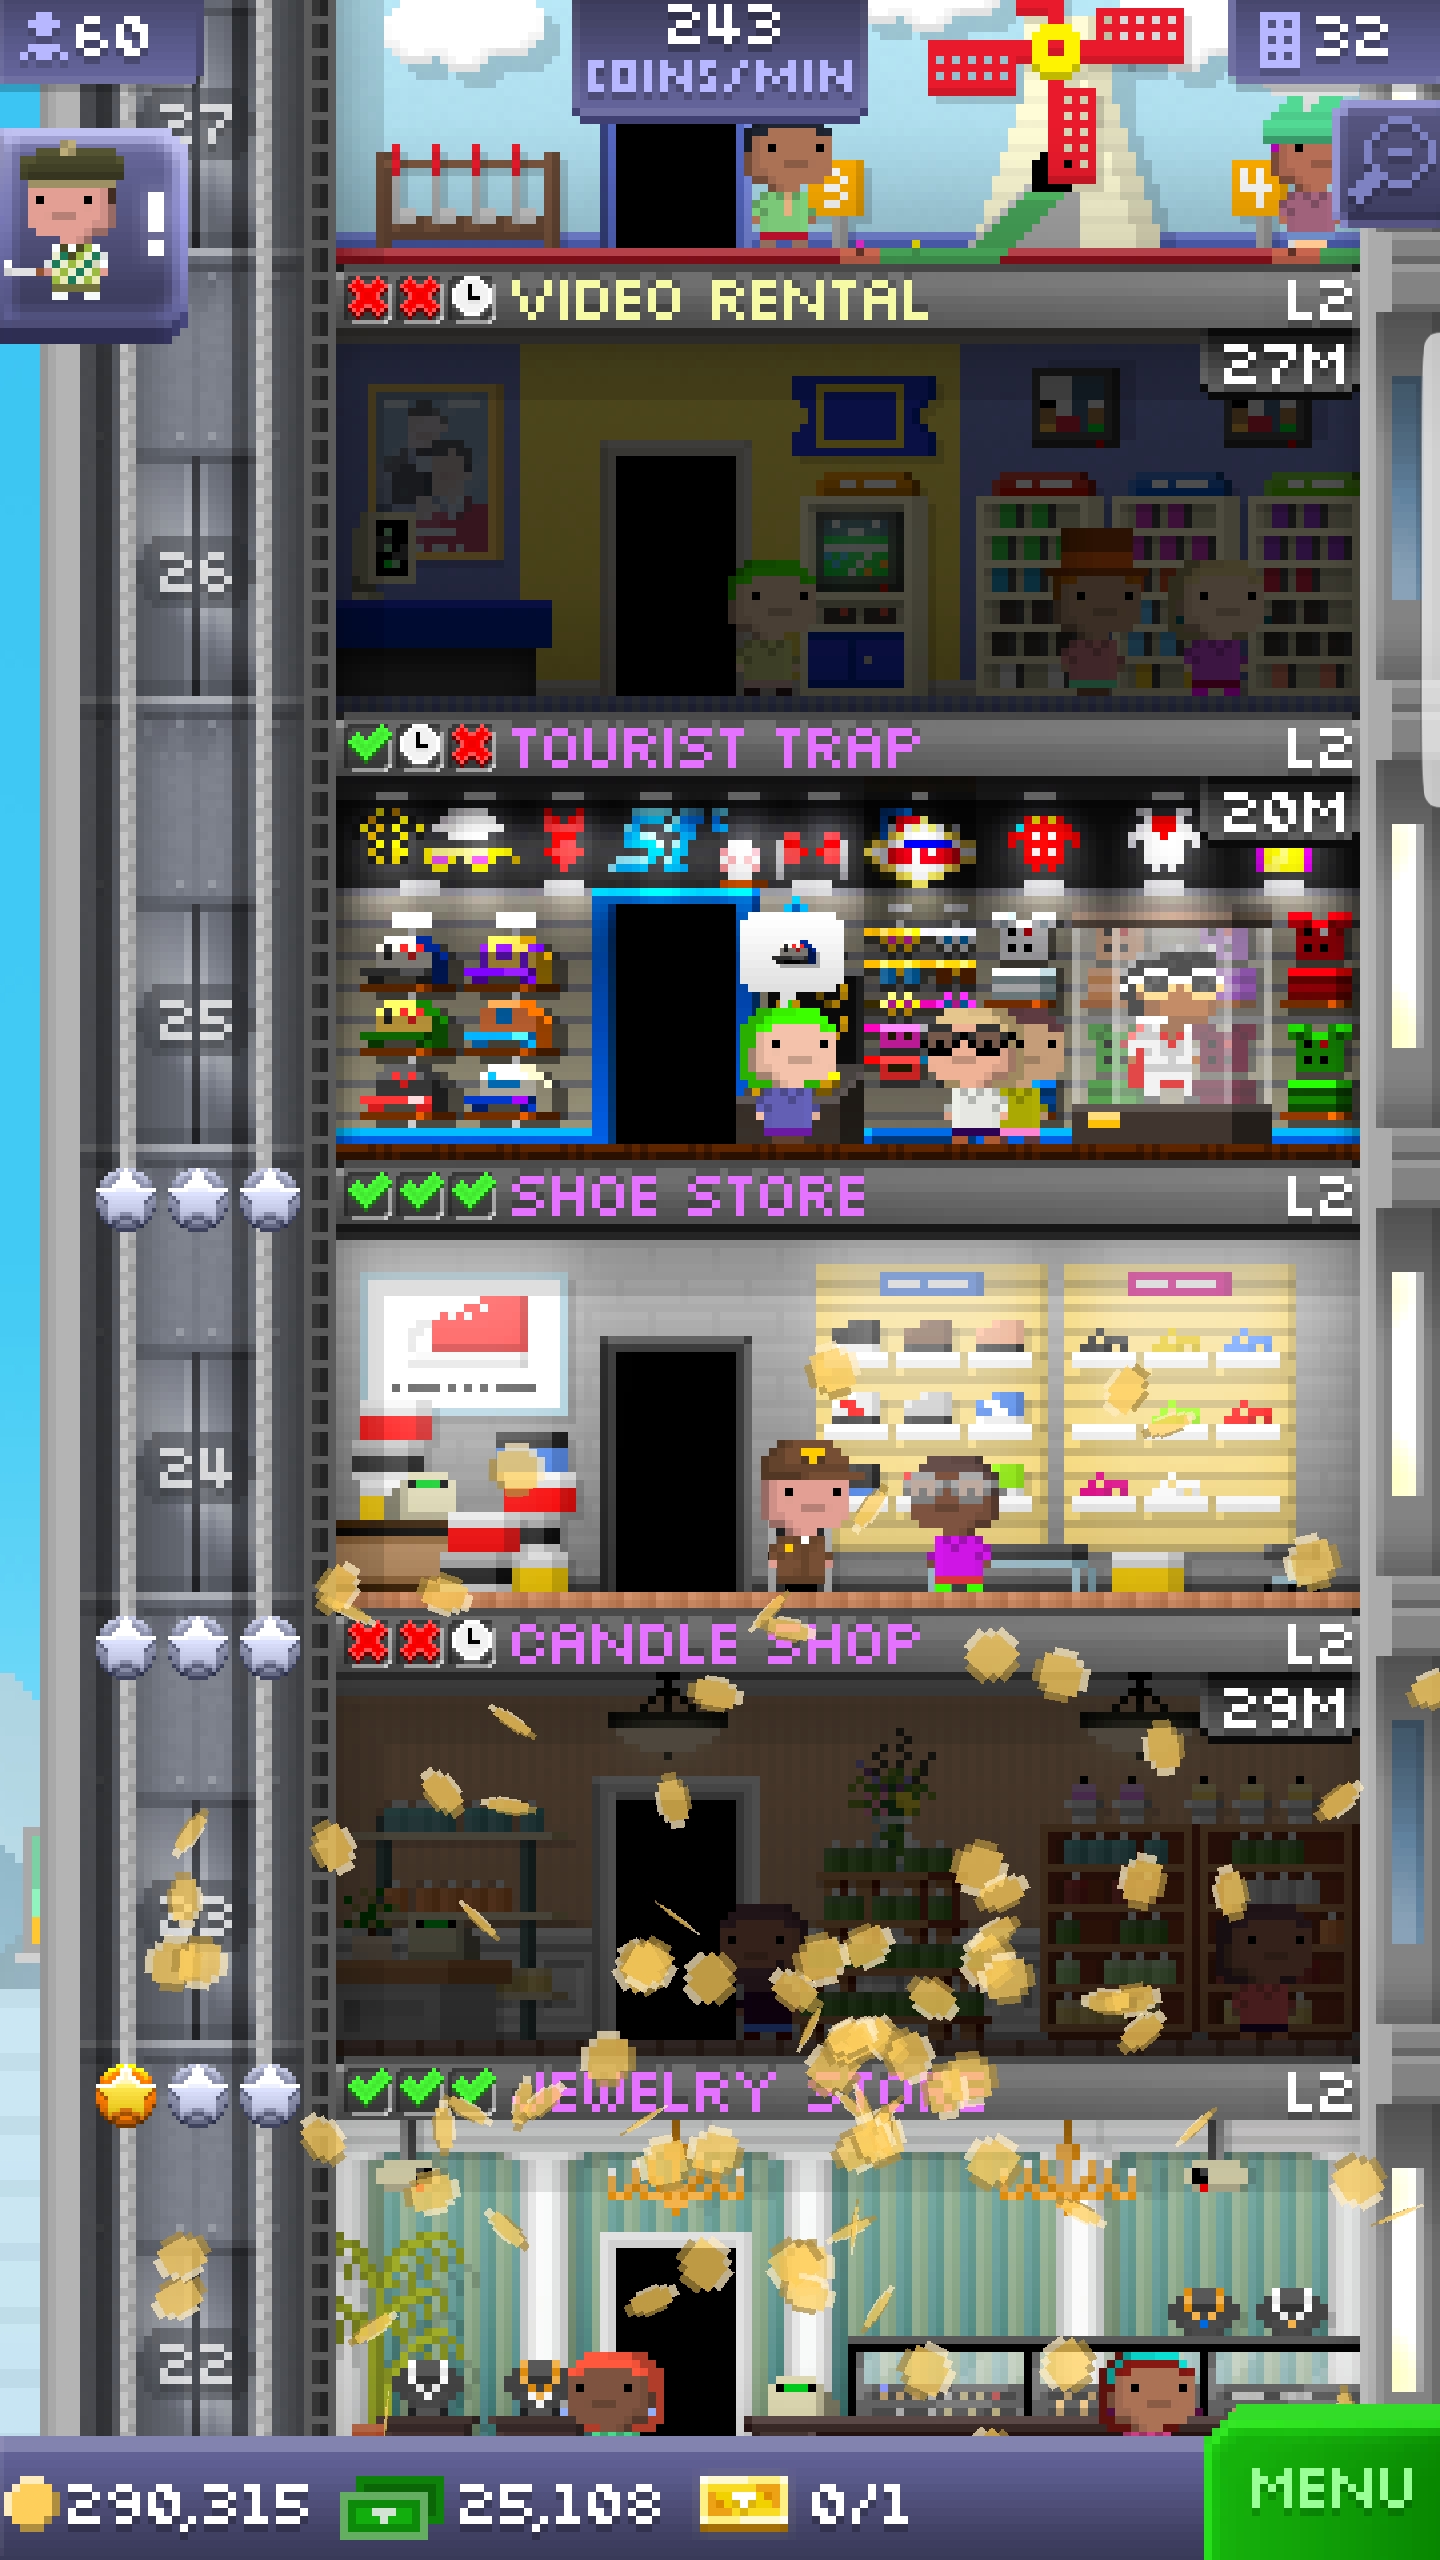 60
243
COINS/MIN
32
27
3
4
!
VIDEO RENTAL L2
27M
26
TOURIST TRAP L2
20M
25
SHOE STORE L2
24
CANDLE SHOP L2
29M
23
JEWELRY STORE L2
22
290,315
25,108
0/1
MENU